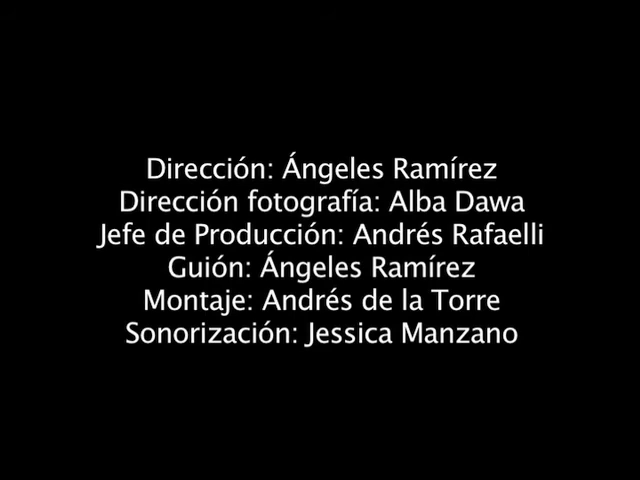 Dirección: Ángeles Ramírez
Dirección fotografía: Alba Dawa
Jefe de Producción: Andrés Rafaelli
Guión: Ángeles Ramírez
Montaje: Andrés de la Torre
Sonorización: Jessica Manzano